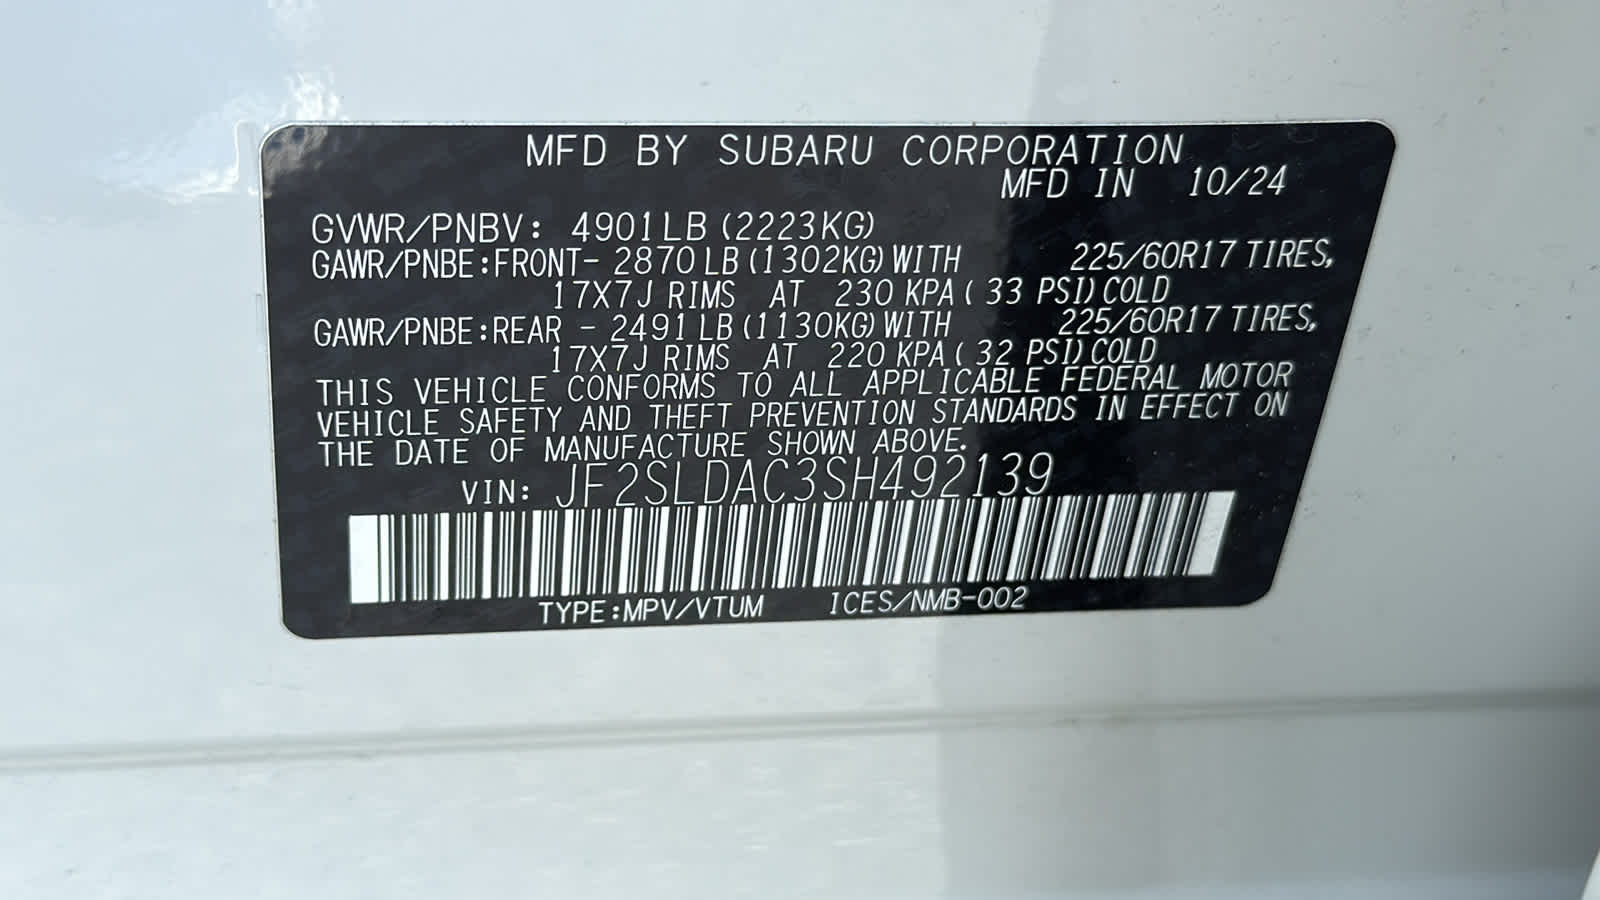 MFD BY SUBARU CORPORATION
MFD IN 10/24
GVWR/PNBV: 4901LB (2223KG)
GAWR/PNBE:FRONT- 2870LB(1302KG)WITH 225/60R17 TIRES,
17X7J RIMS AT 230 KPA( 33 PSI)COLD
GAWR/PNBE:REAR - 2491LB(1130KG)WITH 225/60R17 TIRES,
17X7J RIMS AT 220 KPA( 32 PSI)COLD
THIS VEHICLE CONFORMS TO ALL APPLICABLE FEDERAL MOTOR
VEHICLE SAFETY AND THEFT PREVENTION STANDARDS IN EFFECT ON
THE DATE OF MANUFACTURE SHOWN ABOVE.
VIN: JF2SLDAC3SH492139
TYPE:MPV/VTUM ICES/NMB-002